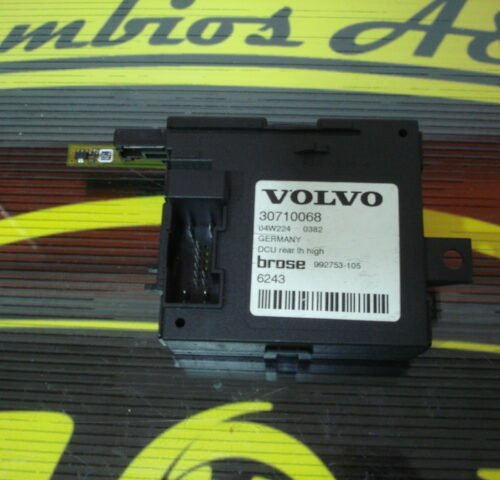 mbios A
VOLVO
30710068
04W224 0382
GERMANY
DCU rear lh high
brose 992753-105
6243